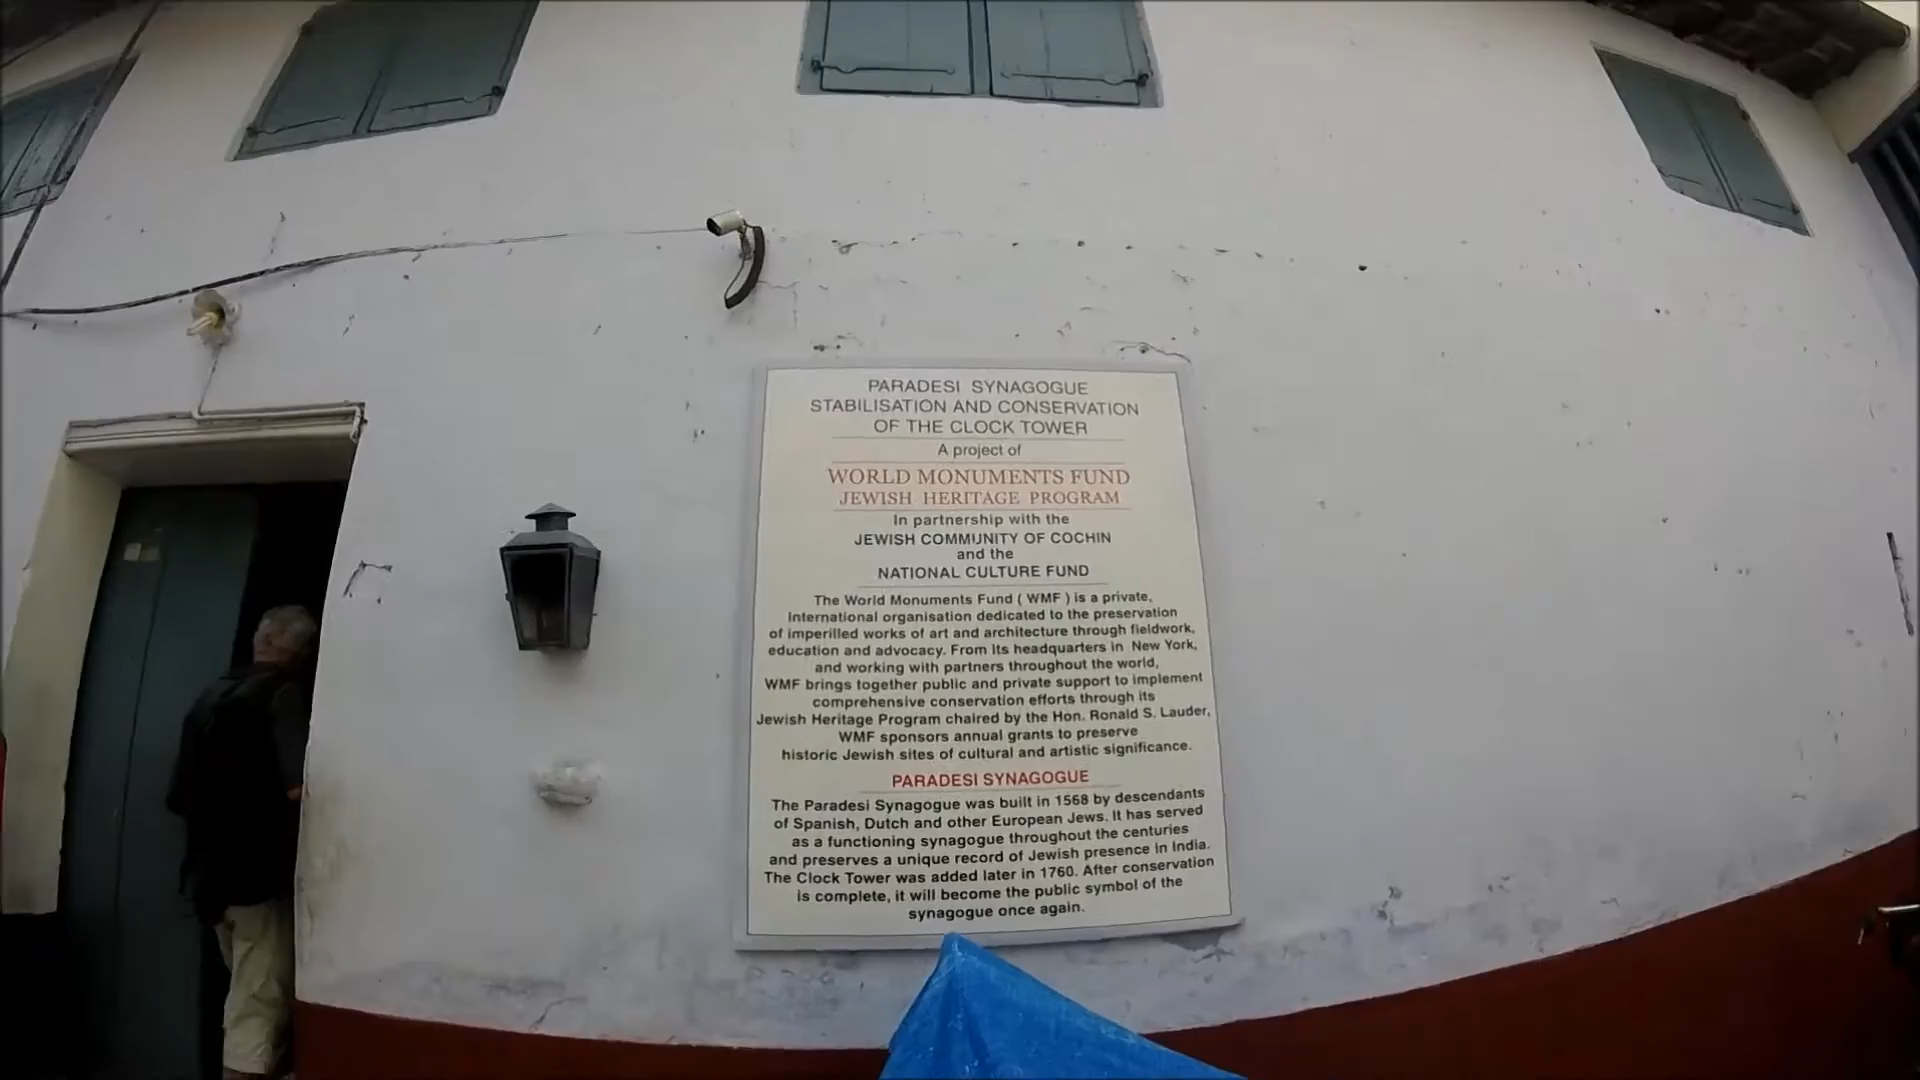 PARADESI SYNAGOGUE
STABILISATION AND CONSERVATION
OF THE CLOCK TOWER
A project of
WORLD MONUMENTS FUND
JEWISH HERITAGE PROGRAM
In partnership with the
JEWISH COMMUNITY OF COCHIN
and the
NATIONAL CULTURE FUND
The World Monuments Fund ( WMF ) is a private,
International organisation dedicated to the preservation
of imperilled works of art and architecture through fieldwork,
education and advocacy. From its headquarters in New York,
and working with partners throughout the world,
WMF brings together public and private support to implement
comprehensive conservation efforts through its
Jewish Heritage Program chaired by the Hon. Ronald S. Lauder,
WMF sponsors annual grants to preserve
historic Jewish sites of cultural and artistic significance.
PARADESI SYNAGOGUE
The Paradesi Synagogue was built in 1568 by descendants
of Spanish, Dutch and other European Jews. It has served
as a functioning synagogue throughout the centuries
and preserves a unique record of Jewish presence in India.
The Clock Tower was added later in 1760. After conservation
is complete, it will become the public symbol of the
synagogue once again.